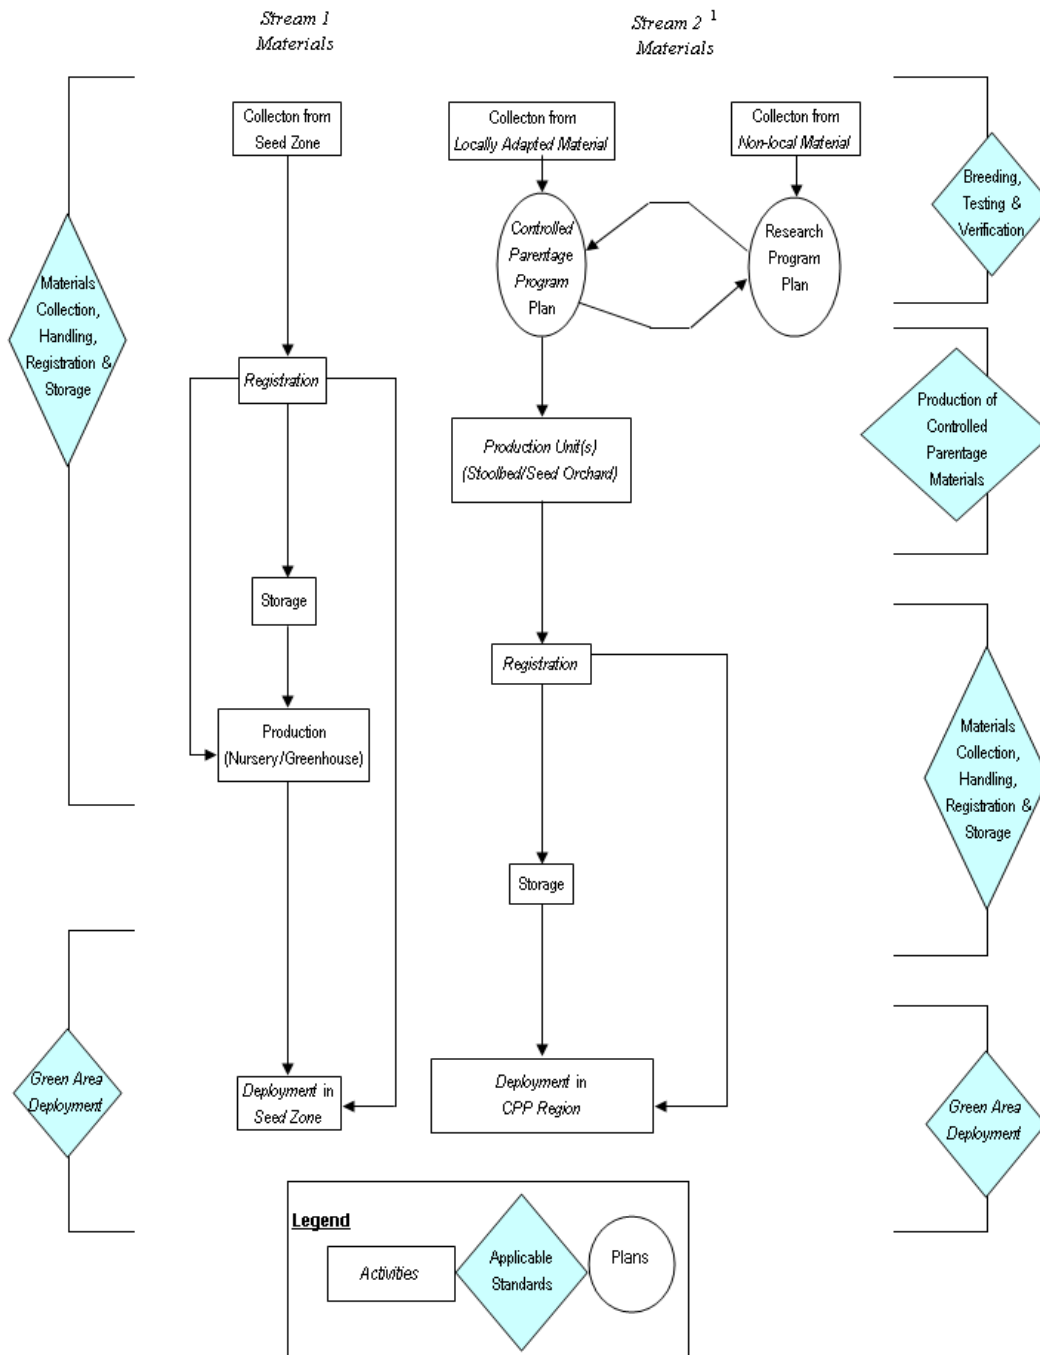 Stream 1
Materials
Stream 2 1
Materials
Collecton from
Seed Zone
Collecton from
Locally Adapted Material
Collecton from
Non-local Material
Breeding,
Testing &
Verification
Controlled
Parentage
Program
Plan
Research
Program
Plan
Materials
Collection,
Handling,
Registration &
Storage
Registration
Production of
Controlled
Parentage
Materials
Production Unit(s)
(Stoolbed/Seed Orchard)
Storage
Registration
Production
(Nursery/Greenhouse)
Materials
Collection,
Handling,
Registration &
Storage
Storage
Green Area
Deployment
Deployment in
Seed Zone
Deployment in
CPP Region
Green Area
Deployment
Legend
Activities
Applicable
Standards
Plans